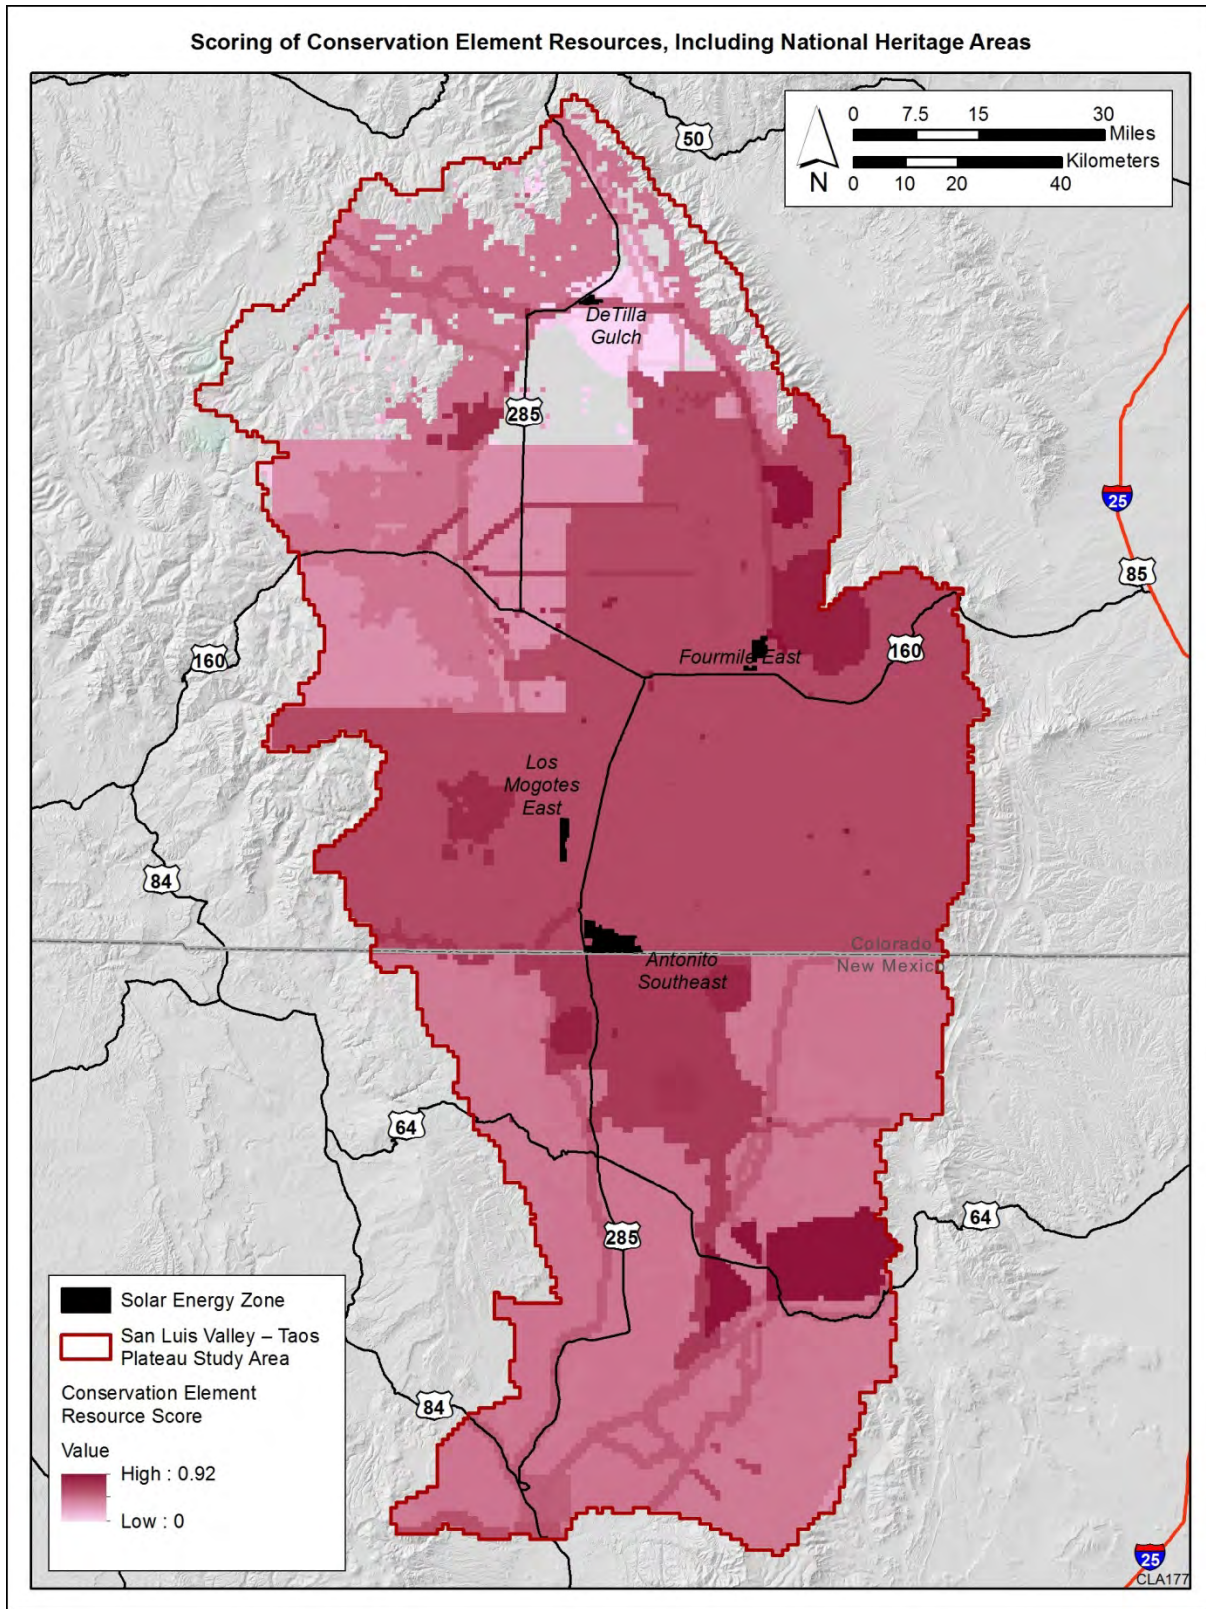 Scoring of Conservation Element Resources, Including National Heritage Areas
0 7.5 15 30
Miles
Kilometers
0 10 20 40
N
50
DeTilla
Gulch
285
25
85
160
Fourmile East
160
Los
Mogotes
East
84
Colorado
New Mexico
Antonito
Southeast
64
64
285
84
Solar Energy Zone
San Luis Valley – Taos
Plateau Study Area
Conservation Element
Resource Score
Value
High : 0.92
Low : 0
25
CLA177